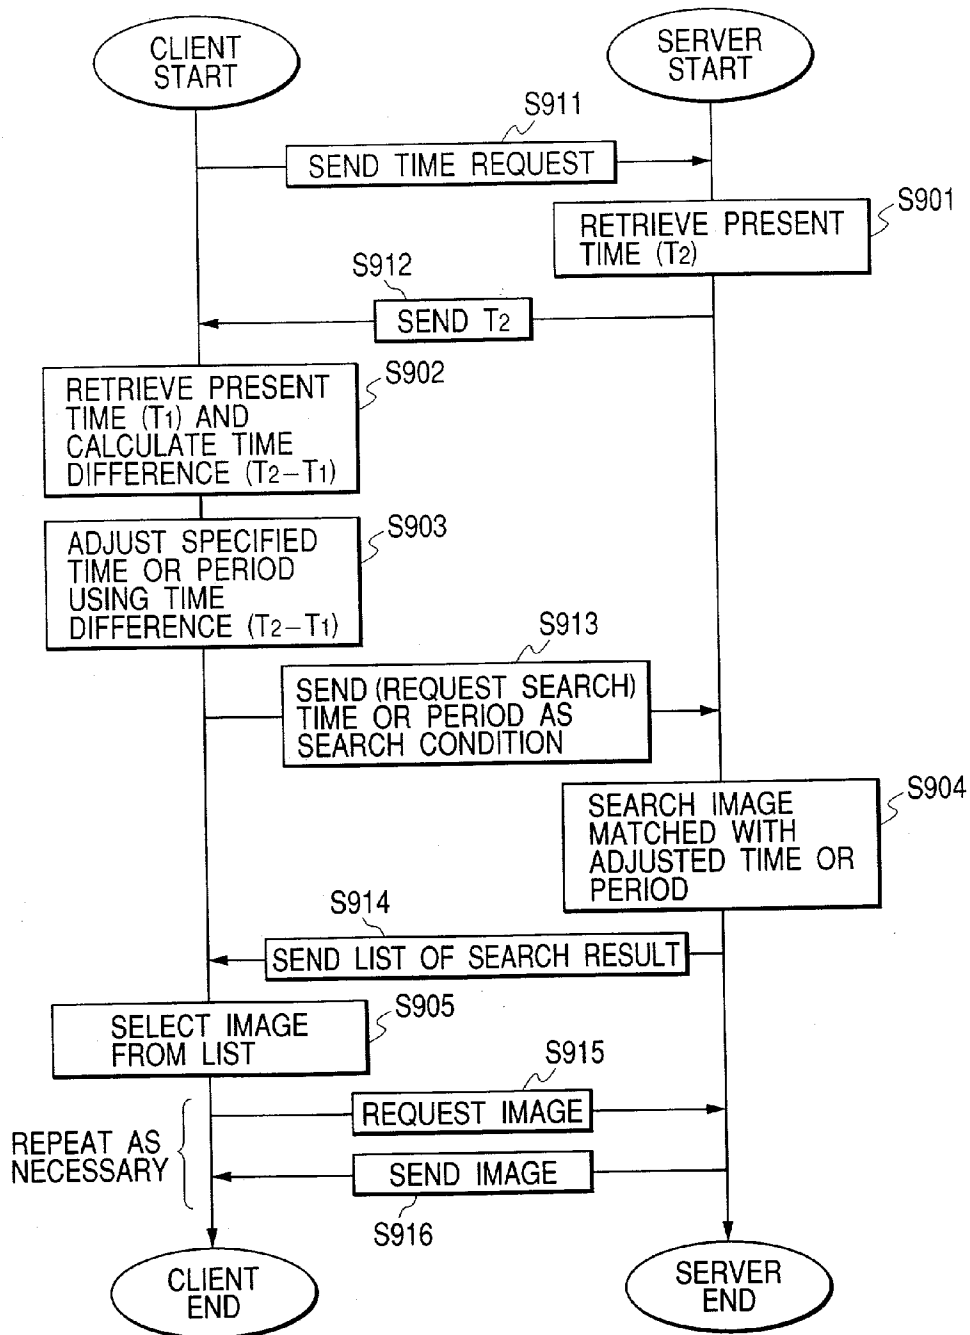 CLIENT
START
SERVER
START
S911
SEND TIME REQUEST
S901
RETRIEVE PRESENT
TIME (T2)
S912
SEND T2
S902
RETRIEVE PRESENT
TIME (T1) AND
CALCULATE TIME
DIFFERENCE (T2-T1)
S903
ADJUST SPECIFIED
TIME OR PERIOD
USING TIME
DIFFERENCE (T2-T1)
S913
SEND (REQUEST SEARCH)
TIME OR PERIOD AS
SEARCH CONDITION
S904
SEARCH IMAGE
MATCHED WITH
ADJUSTED TIME OR
PERIOD
S914
SEND LIST OF SEARCH RESULT
S905
SELECT IMAGE
FROM LIST
S915
REQUEST IMAGE
REPEAT AS
NECESSARY
SEND IMAGE
S916
CLIENT
END
SERVER
END